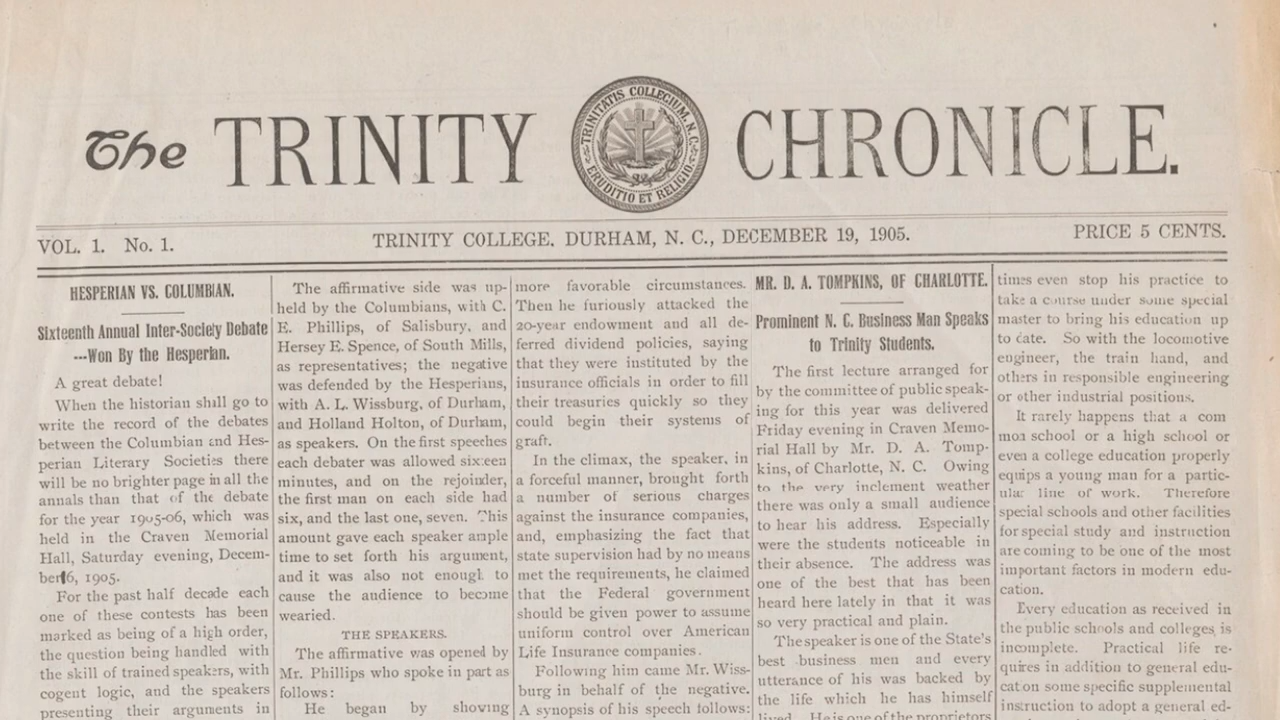 The TRINITY CHRONICLE.
TRINITATIS COLLEGIUM, N. C.
ERUDITIO ET RELIGIO.
VOL. 1. No. 1.
TRINITY COLLEGE. DURHAM, N. C., DECEMBER 19, 1905.
PRICE 5 CENTS.
HESPERIAN VS. COLUMBIAN.
Sixteenth Annual Inter-Society Debate
---Won By the Hesperian.
A great debate!
When the historian shall go to
write the record of the debates
between the Columbian and Hes-
perian Literary Societies there
will be no brighter page in all the
annals than that of the debate
for the year 1905-06, which was
held in the Craven Memorial
Hall, Saturday evening, Decem-
ber 16, 1905.
For the past half decade each
one of these contests has been
marked as being of a high order,
the question being handled with
the skill of trained speakers, with
cogent logic, and the speakers
presenting their arguments in
The affirmative side was up-
held by the Columbians, with C.
E. Phillips, of Salisbury, and
Hersey E. Spence, of South Mills,
as representatives; the negative
was defended by the Hesperians,
with A. L. Wissburg, of Durham,
and Holland Holton, of Durham,
as speakers. On the first speeches
each debater was allowed sixteen
minutes, and on the rejoinder,
the first man on each side had
six, and the last one, seven. This
amount gave each speaker ample
time to set forth his argument,
and it was also not enough to
cause the audience to become
wearied.
THE SPEAKERS.
The affirmative was opened by
Mr. Phillips who spoke in part as
follows:
He began by showing
more favorable circumstances.
Then he furiously attacked the
20-year endowment and all de-
ferred dividend policies, saying
that they were instituted by the
insurance officials in order to fill
their treasuries quickly so they
could begin their systems of
graft.
In the climax, the speaker, in
a forceful manner, brought forth
a number of serious charges
against the insurance companies,
and, emphasizing the fact that
state supervision had by no means
met the requirements, he claimed
that the Federal government
should be given power to assume
uniform control over American
Life Insurance companies.
Following him came Mr. Wiss-
burg in behalf of the negative.
A synopsis of his speech follows:
MR. D. A. TOMPKINS, OF CHARLOTTE.
Prominent N. C. Business Man Speaks
to Trinity Students.
The first lecture arranged for
by the committee of public speak-
ing for this year was delivered
Friday evening in Craven Memo-
rial Hall by Mr. D. A. Tomp-
kins, of Charlotte, N. C. Owing
to the very inclement weather
there was only a small audience
to hear his address. Especially
were the students noticeable in
their absence. The address was
one of the best that has been
heard here lately in that it was
so very practical and plain.
The speaker is one of the State's
best business men and every
utterance of his was backed by
the life which he has himself
lived. He is one of the proprietors
times even stop his practice to
take a course under some special
master to bring his education up
to date. So with the locomotive
engineer, the train hand, and
others in responsible engineering
or other industrial positions.
It rarely happens that a com
mon school or a high school or
even a college education properly
equips a young man for a partic-
ular line of work. Therefore
special schools and other facilities
for special study and instruction
are coming to be one of the most
important factors in modern edu-
cation.
Every education as received in
the public schools and colleges, is
incomplete. Practical life re-
quires in addition to general edu-
cation some specific supplemental
instruction to adopt a general ed-